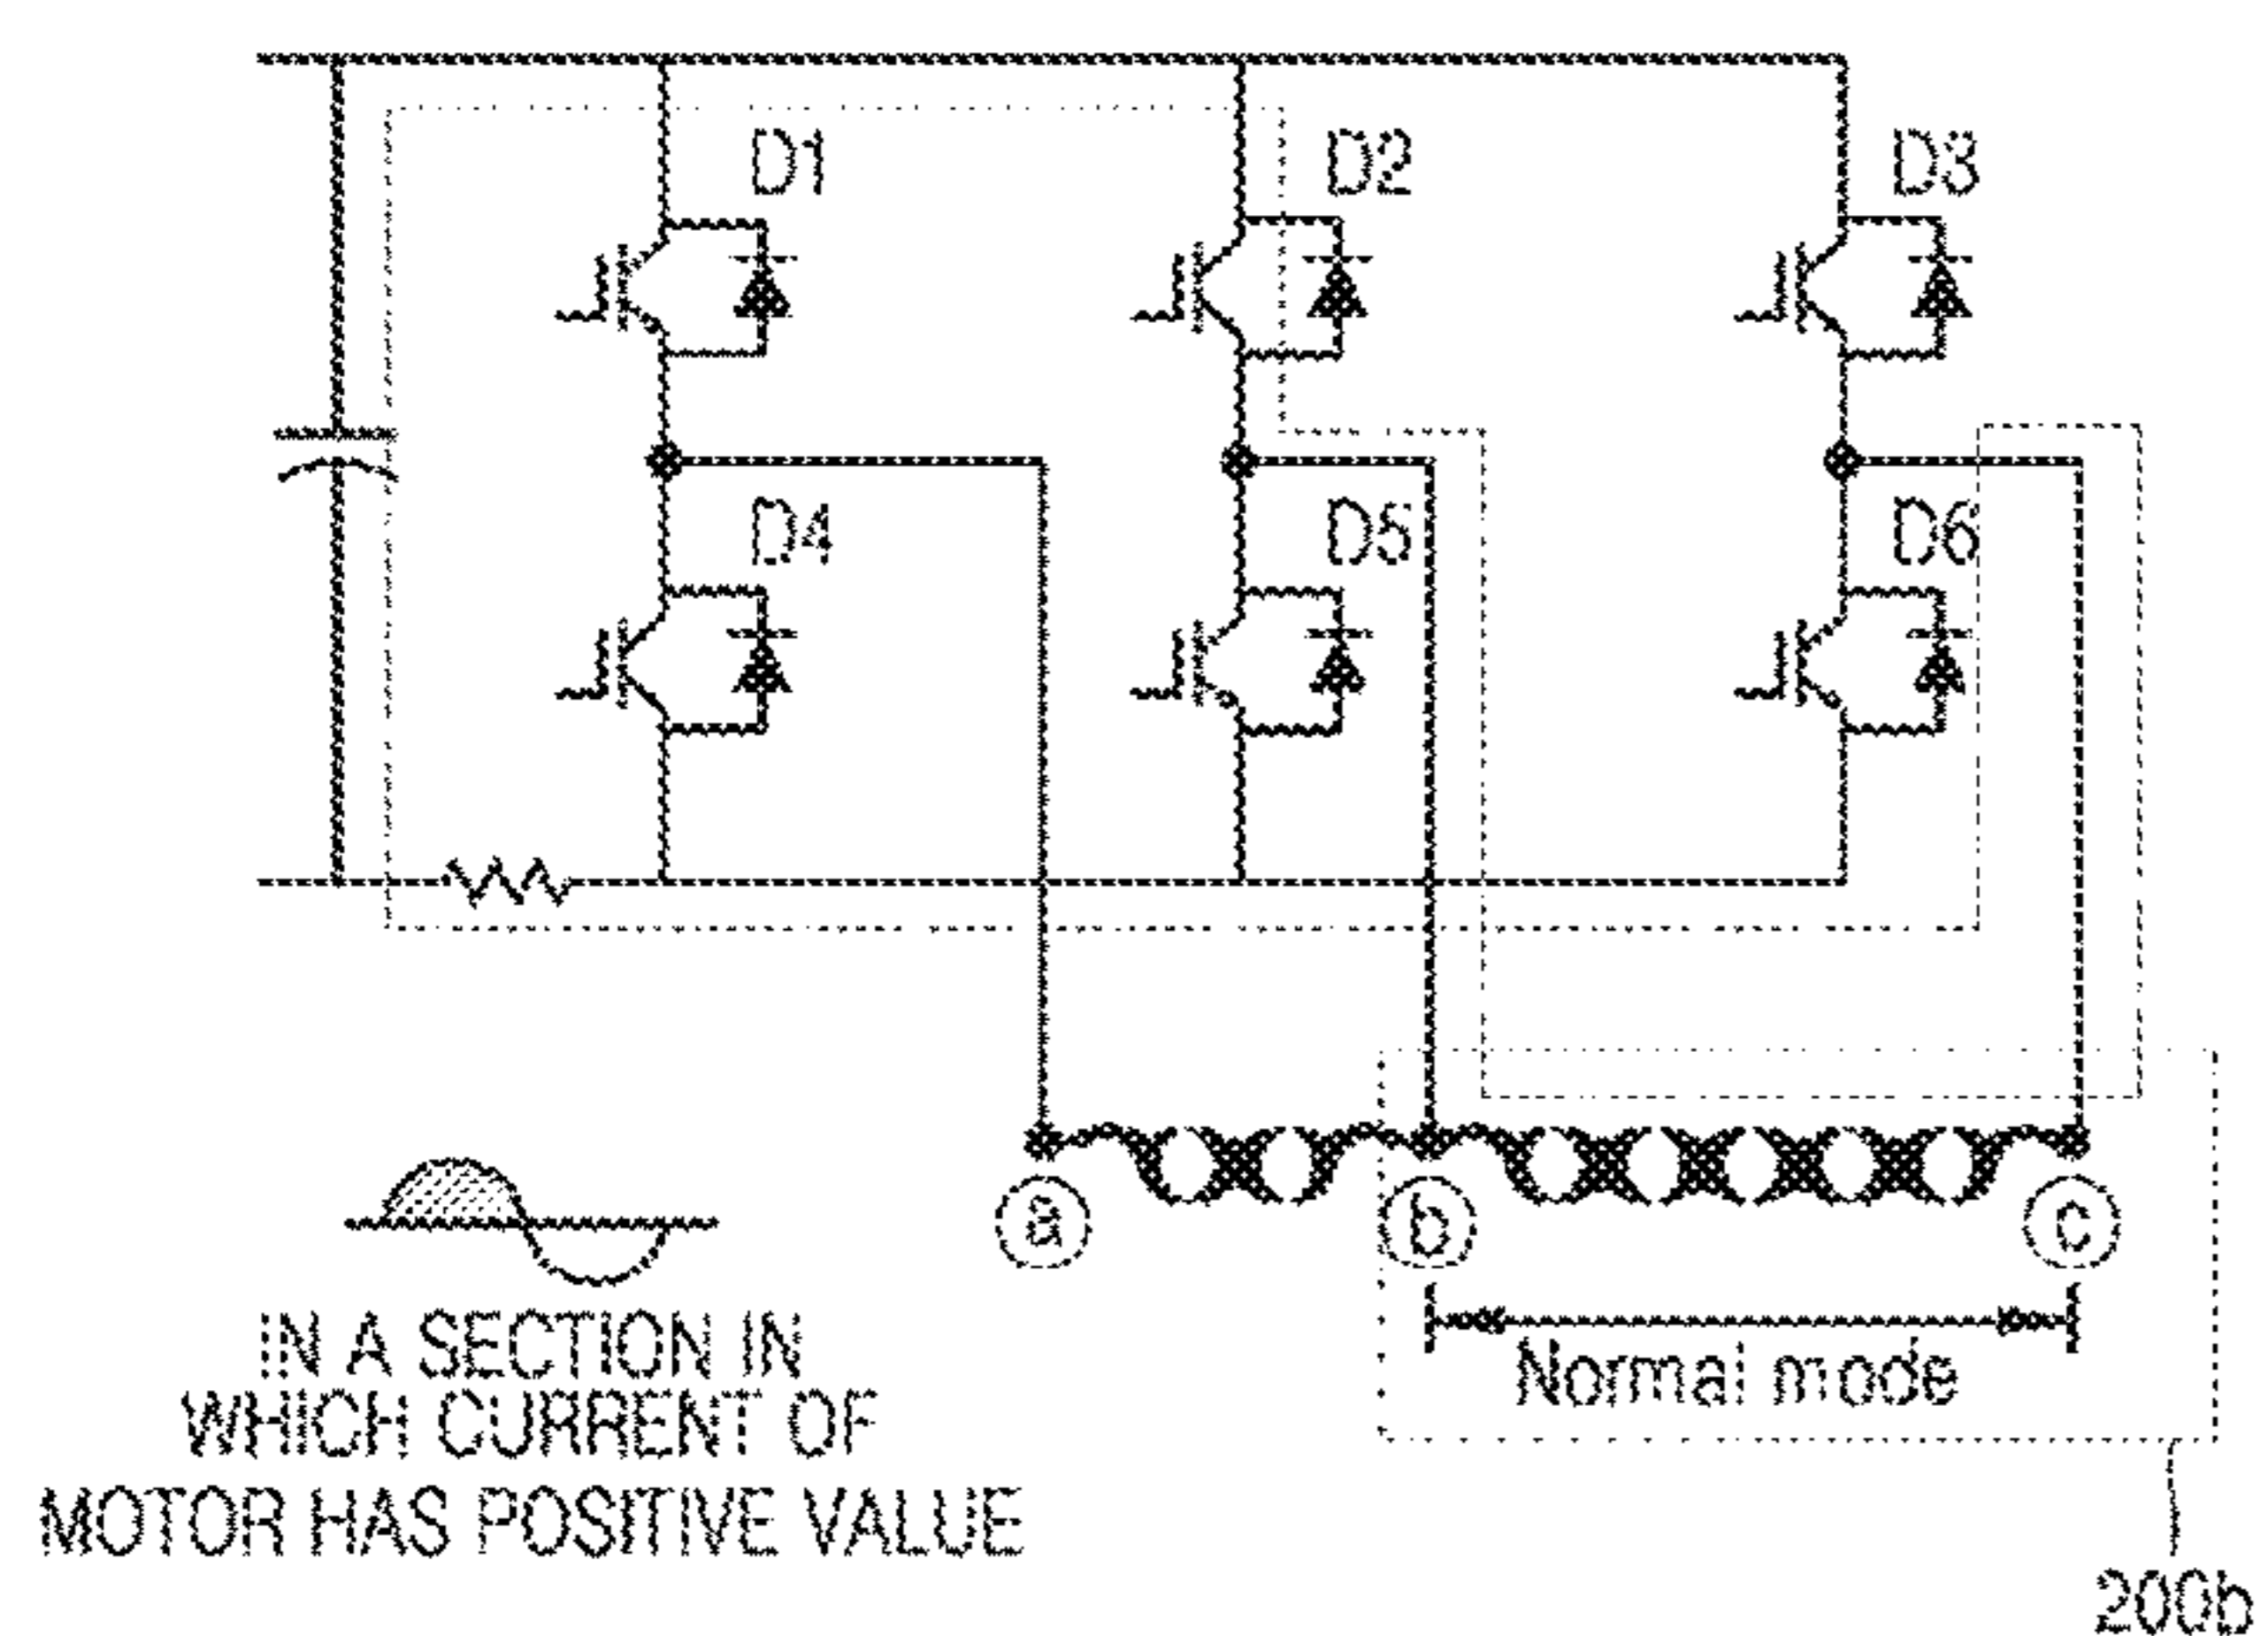 D1 D2 D3
D4 D5 D6
a b c
Normal mode
IN A SECTION IN
WHICH CURRENT OF
MOTOR HAS POSITIVE VALUE
200b